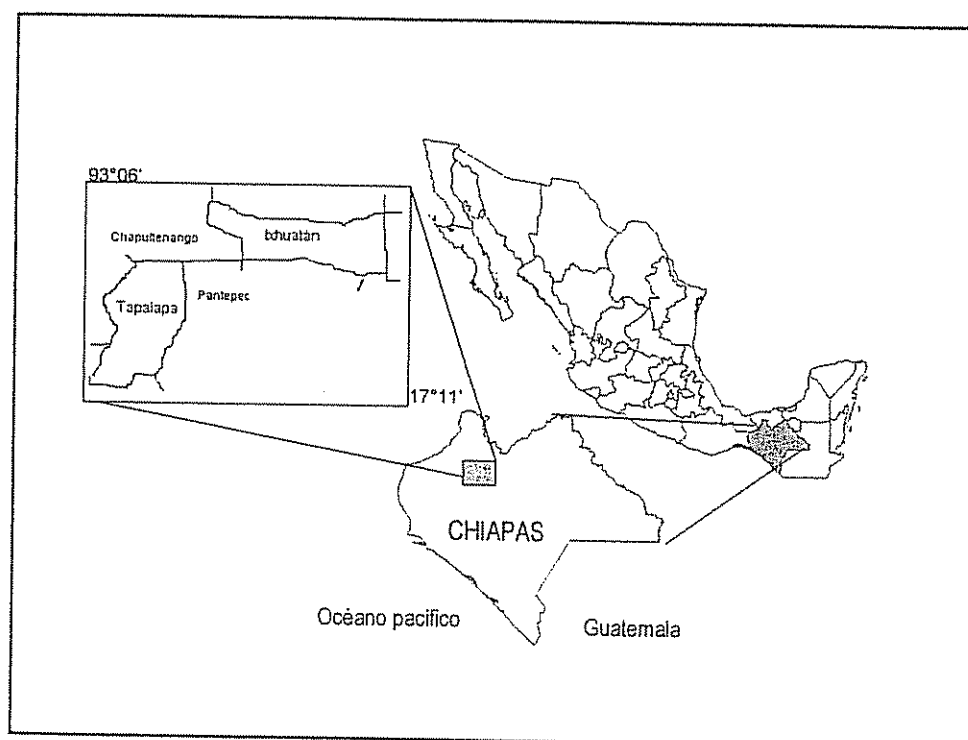 93°06'
Chapultenango
Ixhuatán
Tapalapa
Pantepec
17°11'
CHIAPAS
Océano pacifico
Guatemala